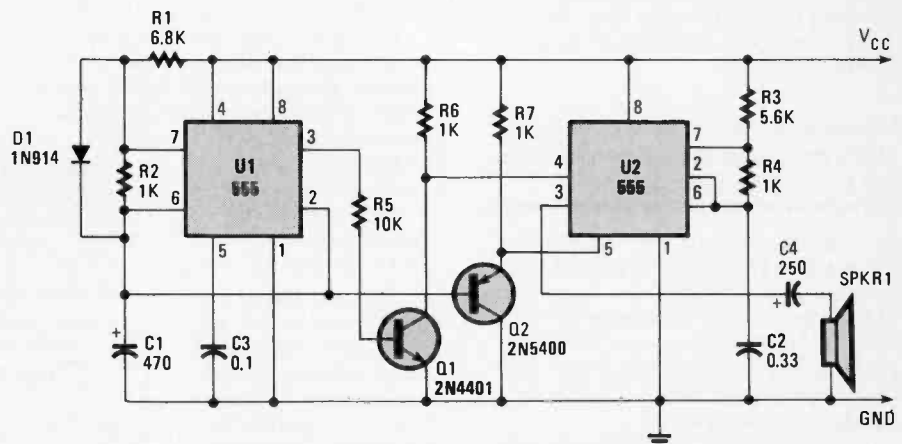 R1
6.8K
VCC
D1
1N914
4
8
7
3
R2
1K
U1
555
6
2
5
1
R5
10K
R6
1K
R7
1K
8
4
7
U2
555
2
3
6
5
1
R3
5.6K
R4
1K
C4
250
+
SPKR1
+
C1
470
C3
0.1
Q1
2N4401
Q2
2N5400
C2
0.33
GND